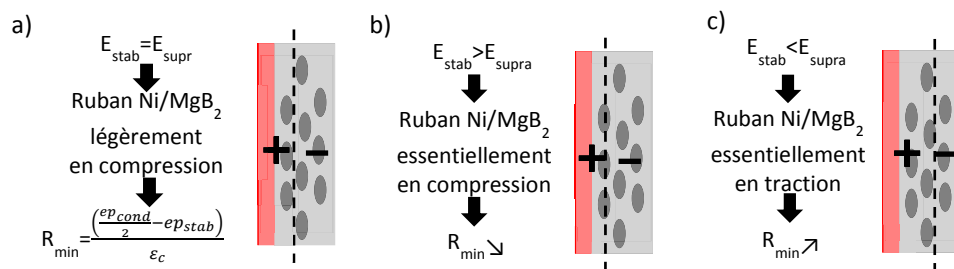 a)
E_stab=E_supr
Ruban Ni/MgB_2
légèrement
en compression
R_min=((ep_cond/2 − ep_stab))/ε_c
+ −
b)
E_stab>E_supra
Ruban Ni/MgB_2
essentiellement
en compression
R_min↘
+ −
c)
E_stab<E_supra
Ruban Ni/MgB_2
essentiellement
en traction
R_min↗
+ −